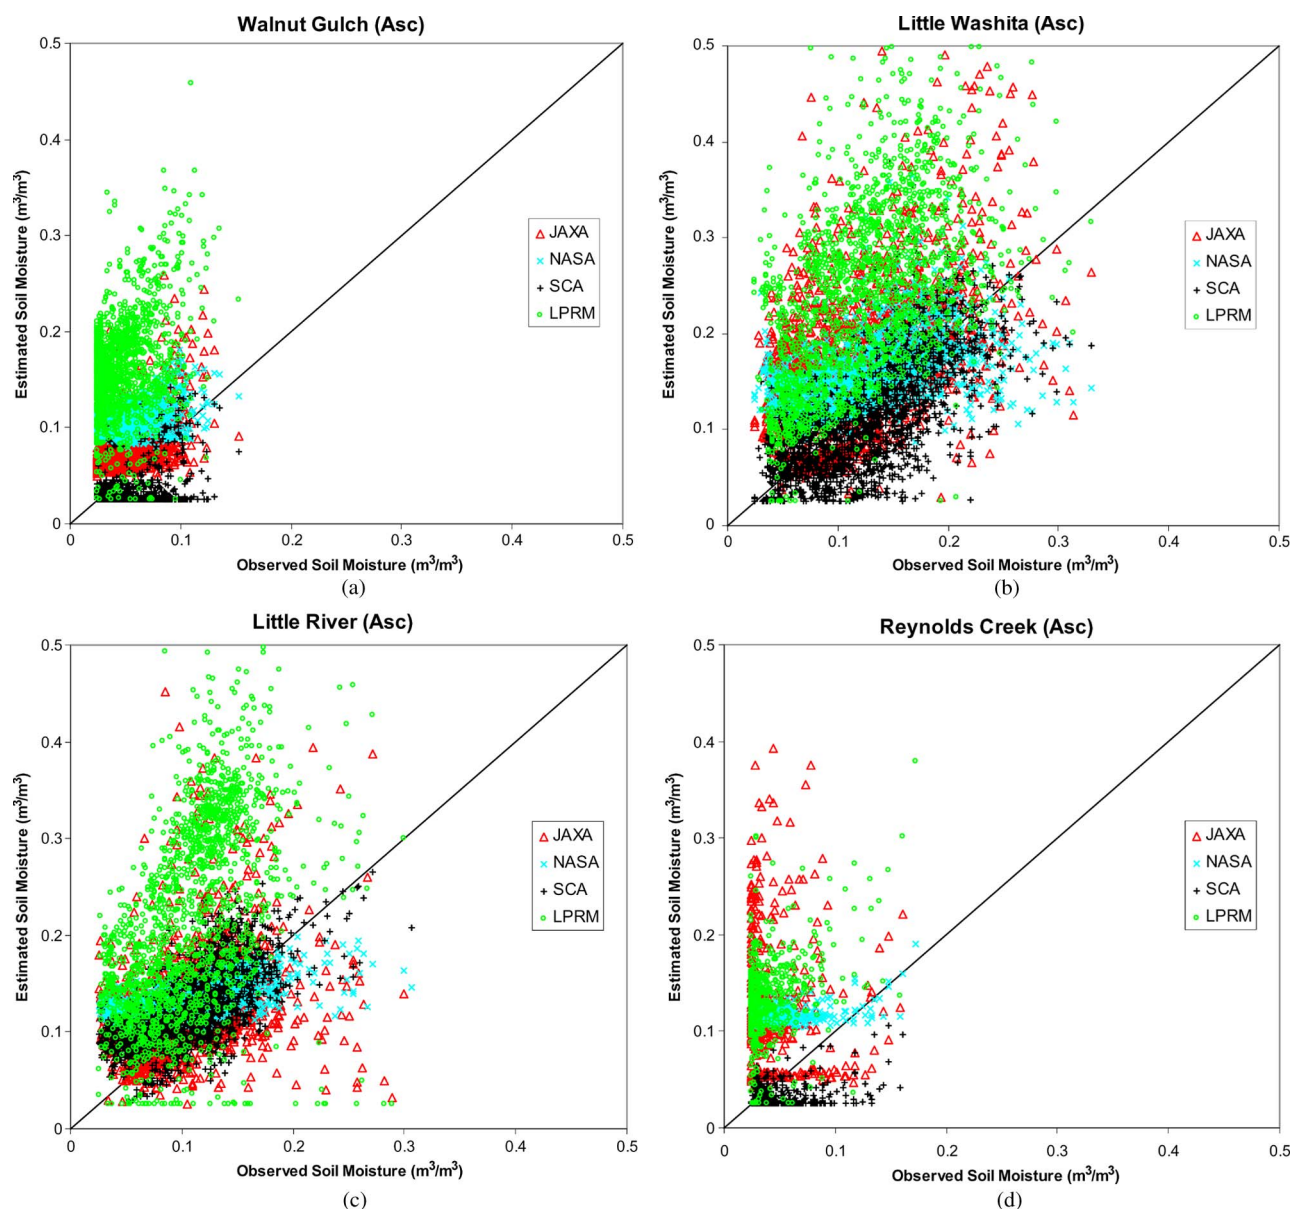 Walnut Gulch (Asc)
Estimated Soil Moisture (m³/m³)
0.5
0.4
0.3
0.2
0.1
0
0 0.1 0.2 0.3 0.4 0.5
Observed Soil Moisture (m³/m³)
JAXA
NASA
SCA
LPRM
(a)
Little Washita (Asc)
Estimated Soil Moisture (m³/m³)
0.5
0.4
0.3
0.2
0.1
0
0 0.1 0.2 0.3 0.4 0.5
Observed Soil Moisture (m³/m³)
JAXA
NASA
SCA
LPRM
(b)
Little River (Asc)
Estimated Soil Moisture (m³/m³)
0.5
0.4
0.3
0.2
0.1
0
0 0.1 0.2 0.3 0.4 0.5
Observed Soil Moisture (m³/m³)
JAXA
NASA
SCA
LPRM
(c)
Reynolds Creek (Asc)
Estimated Soil Moisture (m³/m³)
0.5
0.4
0.3
0.2
0.1
0
0 0.1 0.2 0.3 0.4 0.5
Observed Soil Moisture (m³/m³)
JAXA
NASA
SCA
LPRM
(d)